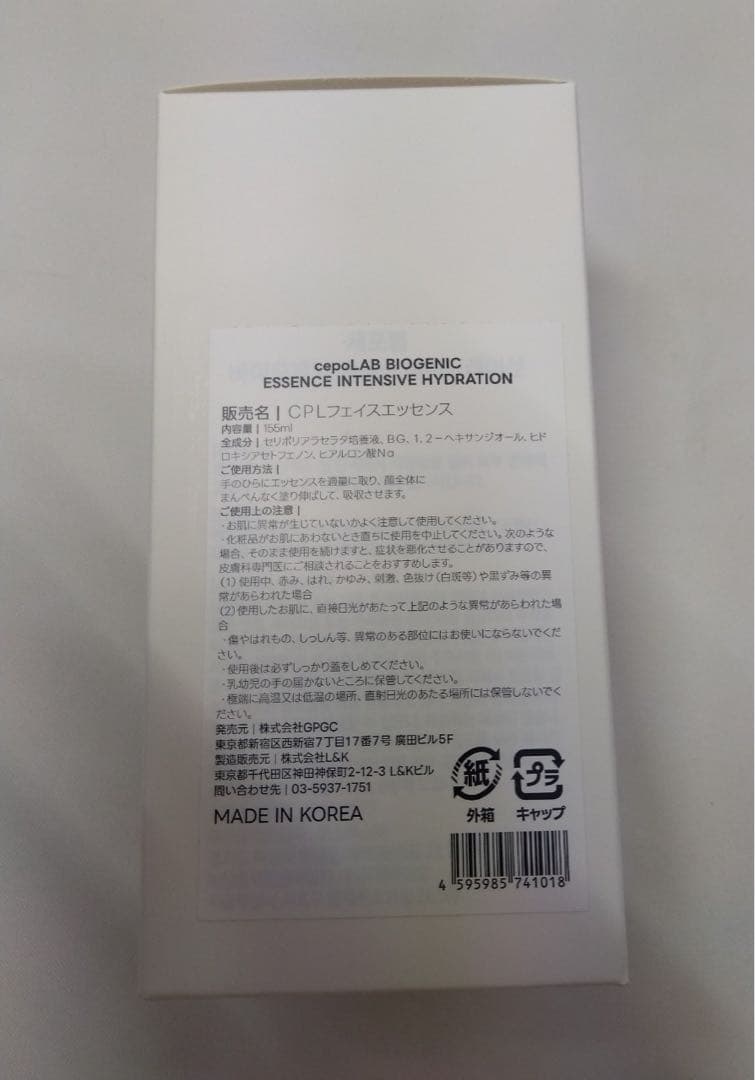 cepoLAB BIOGENIC
ESSENCE INTENSIVE HYDRATION
販売名 | CPLフェイスエッセンス
内容量 | 155ml
全成分 | セリポリアラセラタ培養液、BG、1,2-ヘキサンジオール、ヒド
ロキシアセトフェノン、ヒアルロン酸Na
ご使用方法 |
手のひらにエッセンスを適量に取り、顔全体に
まんべんなく塗り伸ばして、吸収させます。
ご使用上の注意 |
・お肌に異常が生じていないかよく注意して使用してください。
・化粧品がお肌にあわないとき直ちに使用を中止してください。次のような
場合、そのまま使用を続けますと、症状を悪化させることがありますので、
皮膚科専門医にご相談されることをおすすめします。
(1)使用中、赤み、はれ、かゆみ、刺激、色抜け(白斑等)や黒ずみ等の異
常があらわれた場合
(2)使用したお肌に、直接日光があたって上記のような異常があらわれた場
合
・傷やはれもの、しっしん等、異常のある部位にはお使いにならないでくだ
さい。
・使用後は必ずしっかり蓋をしめてください。
・乳幼児の手の届かないところに保管してください。
・極端に高温又は低温の場所、直射日光のあたる場所には保管しないでく
ださい。
発売元 | 株式会社GPGC
東京都新宿区西新宿7丁目17番7号 廣田ビル5F
製造販売元 | 株式会社L&K
東京都千代田区神田神保町2-12-3 L&Kビル
問い合わせ先 | 03-5937-1751
MADE IN KOREA
紙 プラ
外箱 キャップ
4 595985 741018